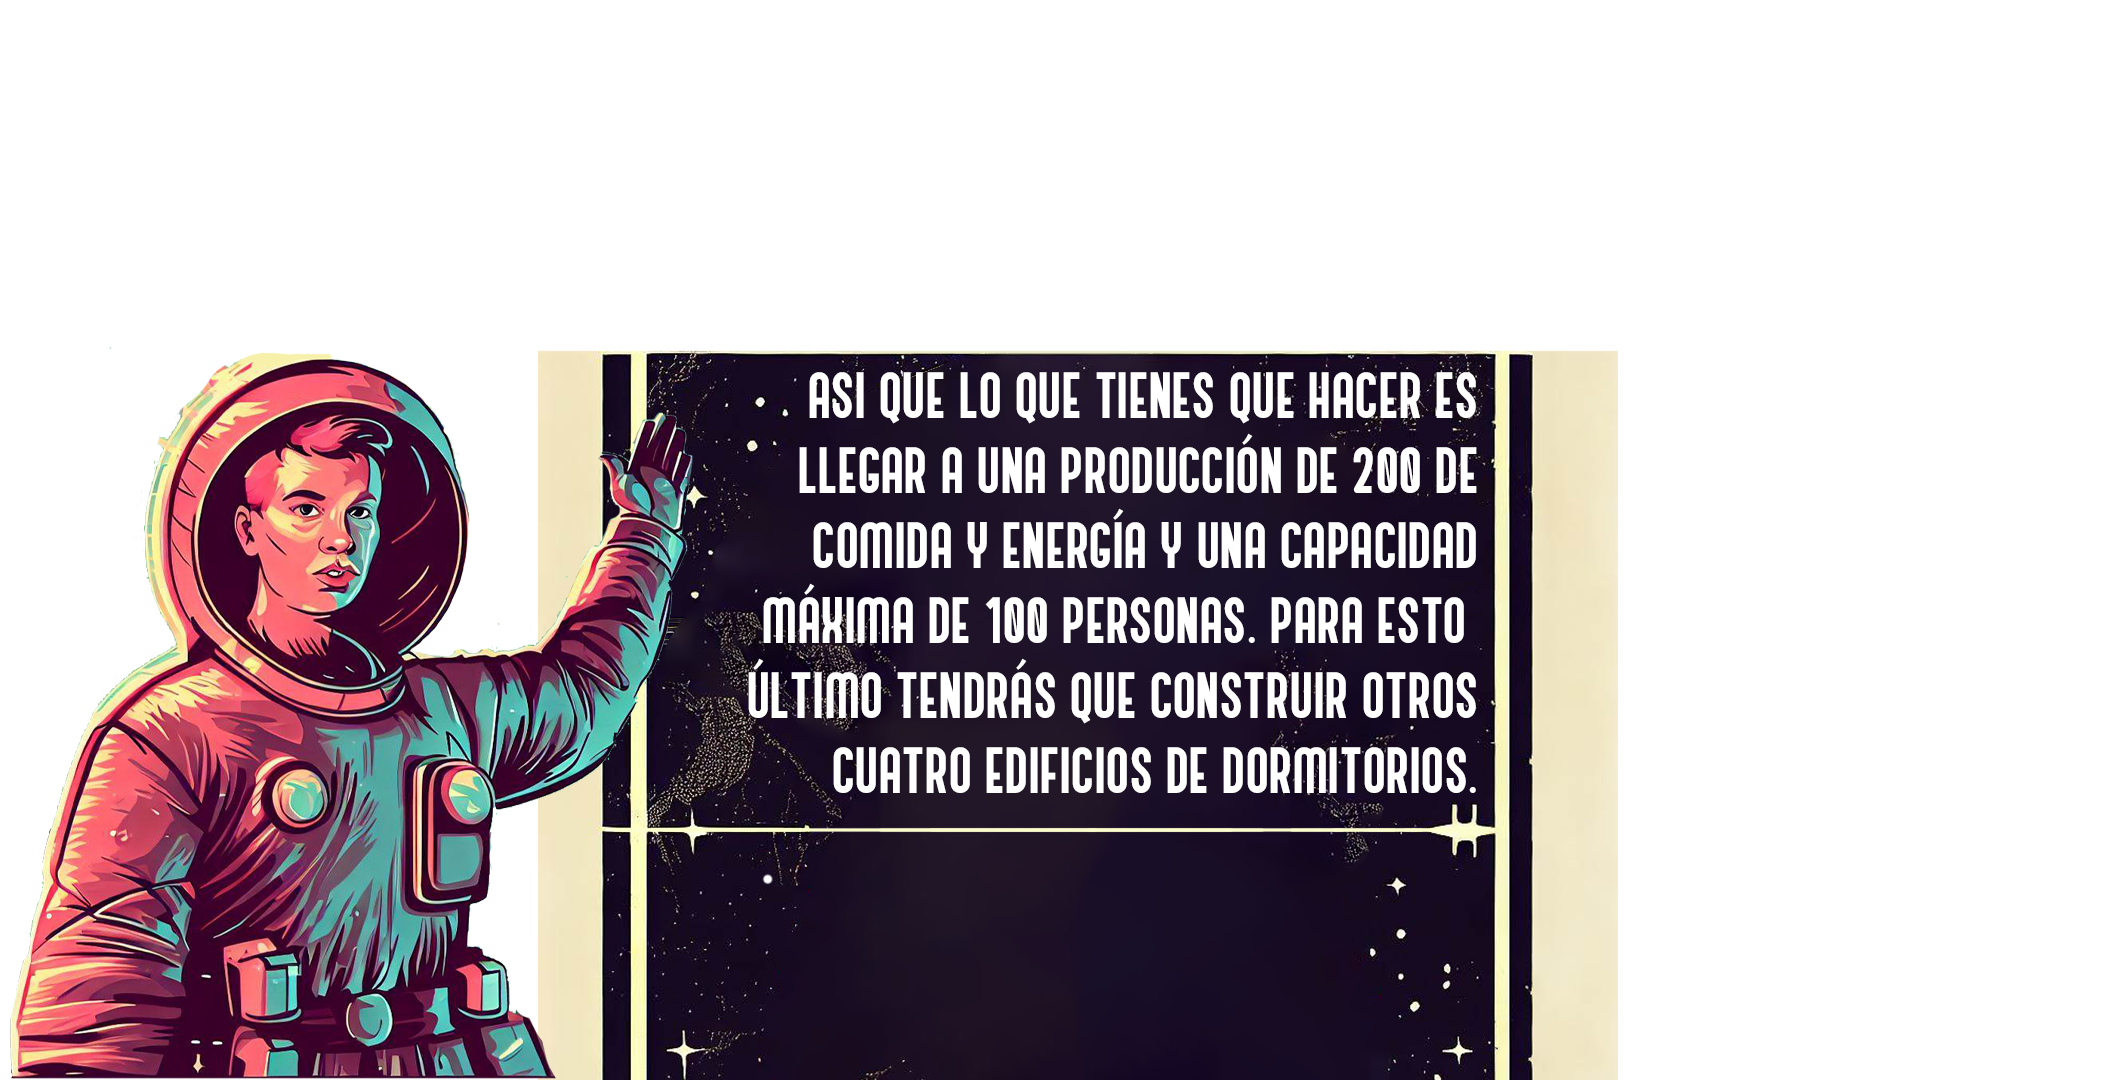 ASI QUE LO QUE TIENES QUE HACER ES
LLEGAR A UNA PRODUCCIÓN DE 200 DE
COMIDA Y ENERGÍA Y UNA CAPACIDAD
MÁXIMA DE 100 PERSONAS. PARA ESTO
ÚLTIMO TENDRÁS QUE CONSTRUIR OTROS
CUATRO EDIFICIOS DE DORMITORIOS.